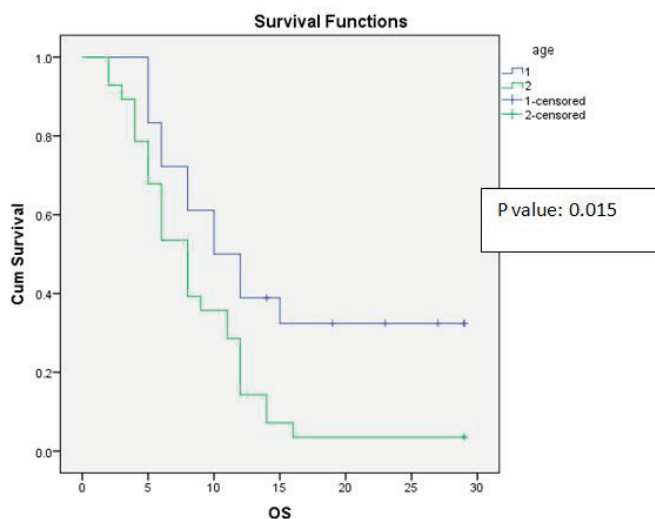 Survival Functions
age
1
2
1-censored
2-censored
P value: 0.015
Cum Survival
1.0
0.8
0.6
0.4
0.2
0.0
0 5 10 15 20 25 30
OS